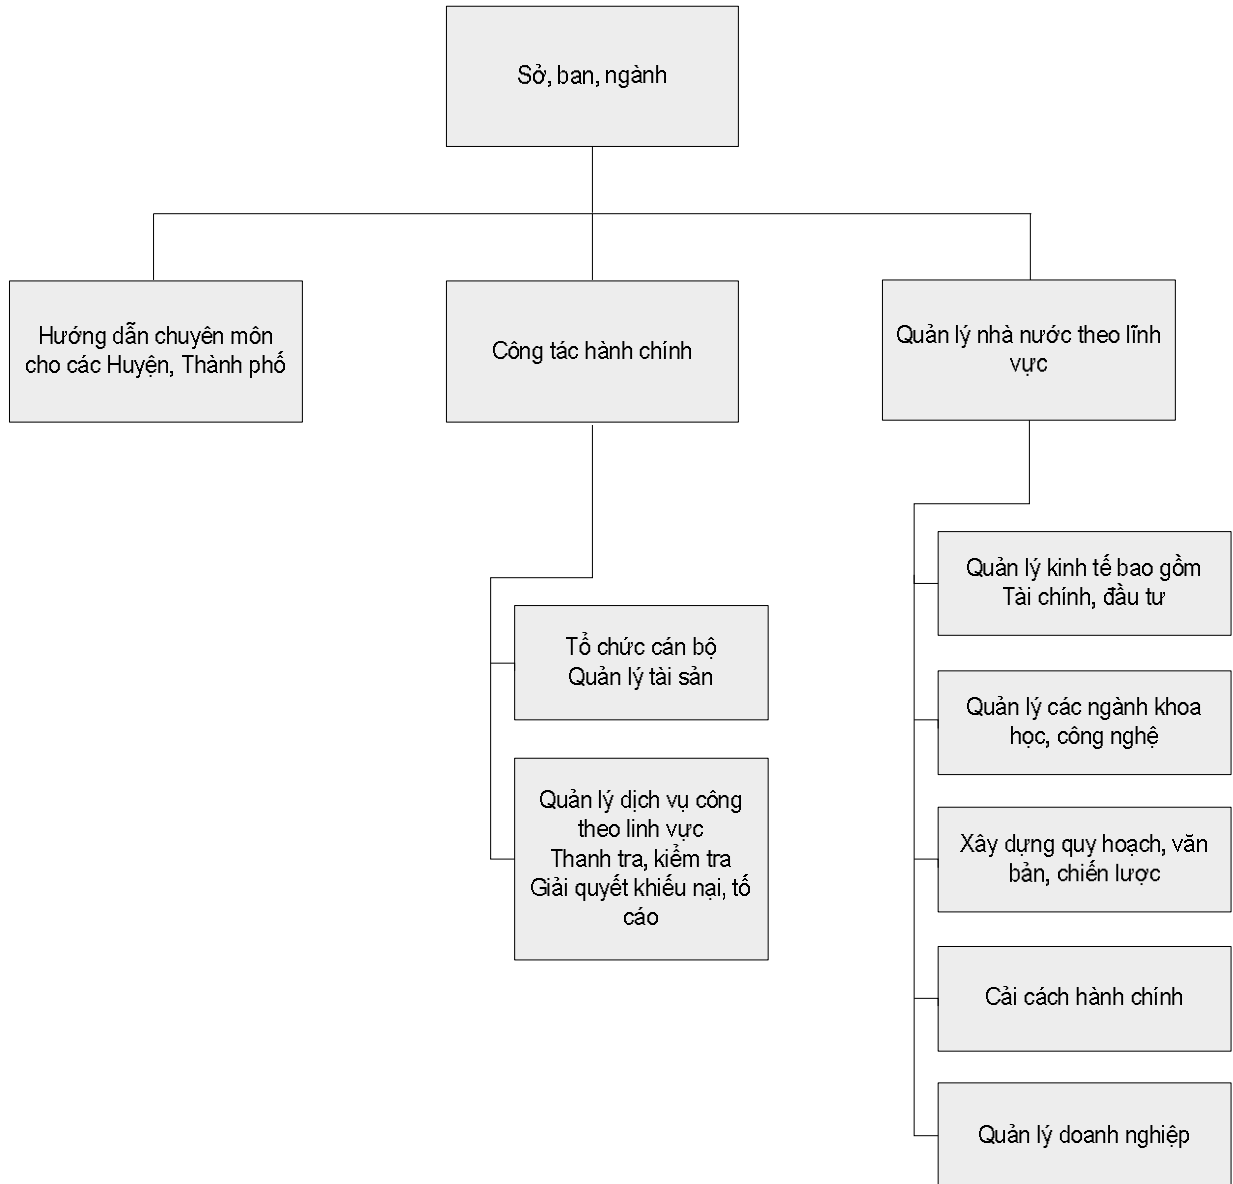 Sở, ban, ngành
Hướng dẫn chuyên môn
cho các Huyện, Thành phố
Công tác hành chính
Quản lý nhà nước theo lĩnh
vực
Tổ chức cán bộ
Quản lý tài sản
Quản lý dịch vụ công
theo linh vực
Thanh tra, kiểm tra
Giải quyết khiếu nại, tố
cáo
Quản lý kinh tế bao gồm
Tài chính, đầu tư
Quản lý các ngành khoa
học, công nghệ
Xây dựng quy hoạch, văn
bản, chiến lược
Cải cách hành chính
Quản lý doanh nghiệp